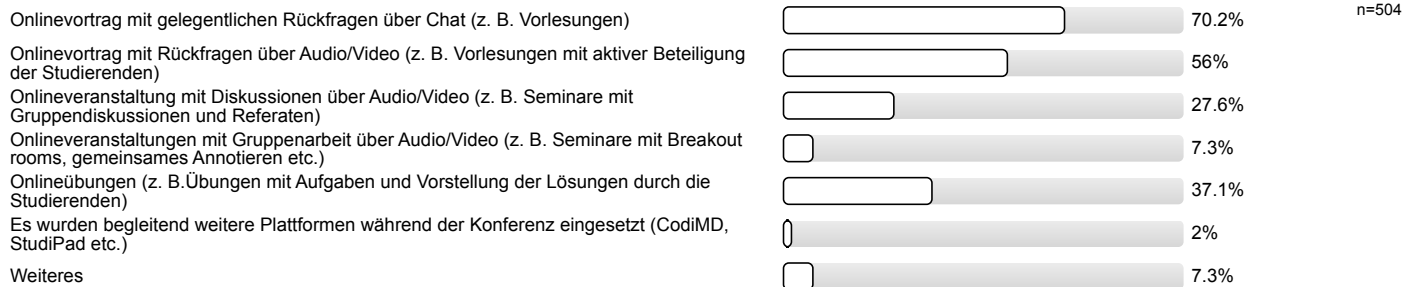 Onlinevortrag mit gelegentlichen Rückfragen über Chat (z. B. Vorlesungen)
70.2%
n=504
Onlinevortrag mit Rückfragen über Audio/Video (z. B. Vorlesungen mit aktiver Beteiligung
der Studierenden)
56%
Onlineveranstaltung mit Diskussionen über Audio/Video (z. B. Seminare mit
Gruppendiskussionen und Referaten)
27.6%
Onlineveranstaltungen mit Gruppenarbeit über Audio/Video (z. B. Seminare mit Breakout
rooms, gemeinsames Annotieren etc.)
7.3%
Onlineübungen (z. B.Übungen mit Aufgaben und Vorstellung der Lösungen durch die
Studierenden)
37.1%
Es wurden begleitend weitere Plattformen während der Konferenz eingesetzt (CodiMD,
StudiPad etc.)
2%
Weiteres
7.3%